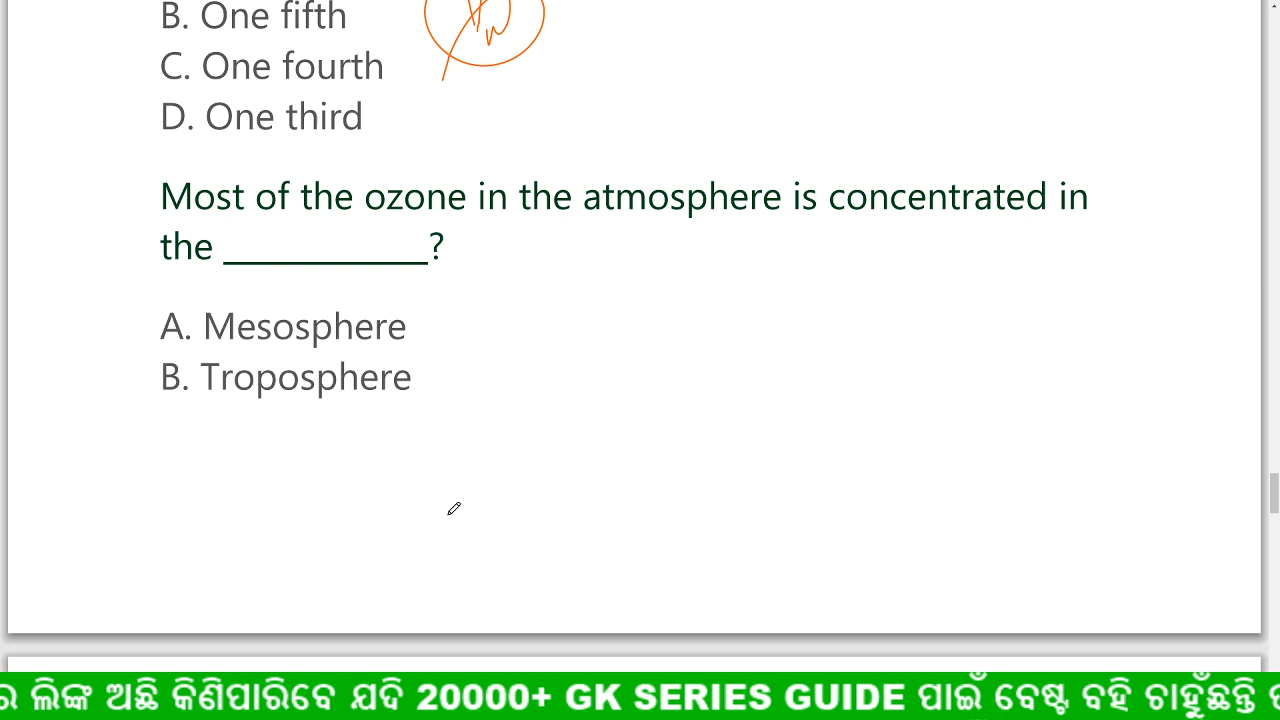 B. One fifth
C. One fourth
D. One third
Most of the ozone in the atmosphere is concentrated in
the ____________?
A. Mesosphere
B. Troposphere
ଲିଙ୍କ ଅଛି କିଣିପାରିବେ ଯଦି 20000+ GK SERIES GUIDE ପାଇଁ ବେଷ୍ଟ ବହି ଚାହୁଁଛନ୍ତି